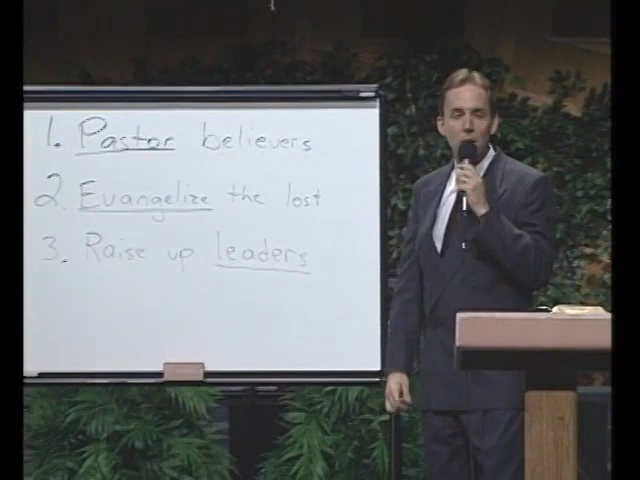 1. Pastor believers
2. Evangelize the lost
3. Raise up leaders